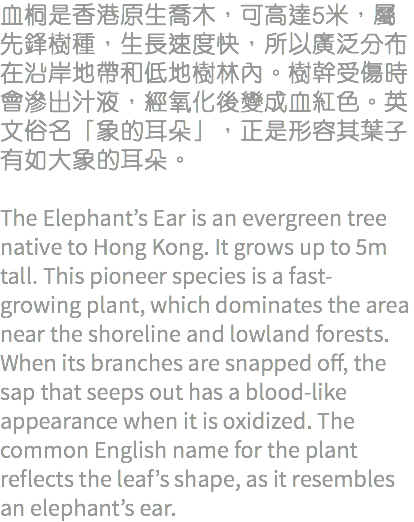 血桐是香港原生喬木，可高達5米，屬
先鋒樹種，生長速度快，所以廣泛分布
在沿岸地帶和低地樹林內。樹幹受傷時
會滲出汁液，經氧化後變成血紅色。英
文俗名「象的耳朵」，正是形容其葉子
有如大象的耳朵。
The Elephant’s Ear is an evergreen tree
native to Hong Kong. It grows up to 5m
tall. This pioneer species is a fast-
growing plant, which dominates the area
near the shoreline and lowland forests.
When its branches are snapped off, the
sap that seeps out has a blood-like
appearance when it is oxidized. The
common English name for the plant
reflects the leaf’s shape, as it resembles
an elephant’s ear.